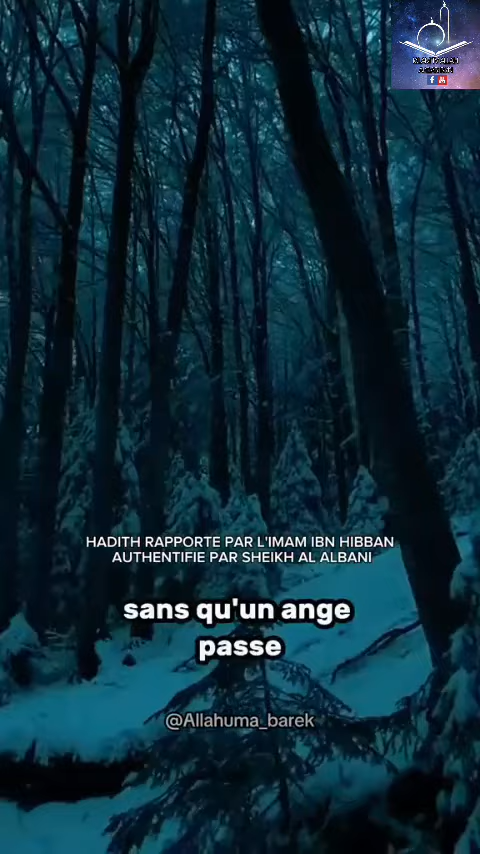 HADITH RAPPORTE PAR L'IMAM IBN HIBBAN
AUTHENTIFIE PAR SHEIKH AL ALBANI
sans qu'un ange
passe
@Allahuma_barek